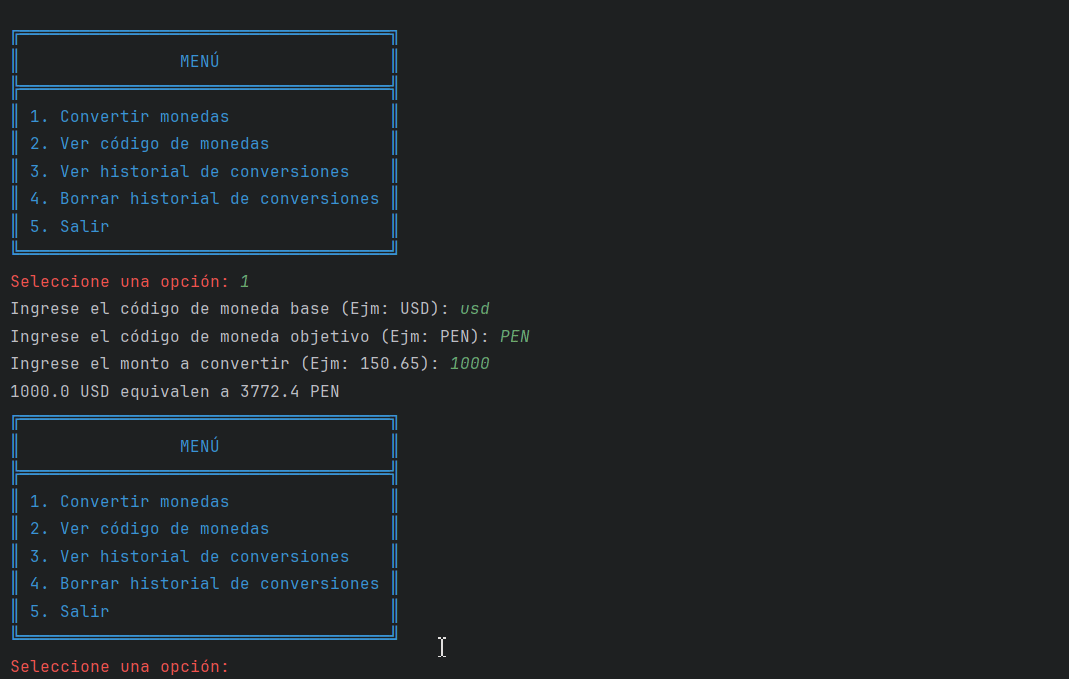 MENÚ
1. Convertir monedas
2. Ver código de monedas
3. Ver historial de conversiones
4. Borrar historial de conversiones
5. Salir
Seleccione una opción: 1
Ingrese el código de moneda base (Ejm: USD): usd
Ingrese el código de moneda objetivo (Ejm: PEN): PEN
Ingrese el monto a convertir (Ejm: 150.65): 1000
1000.0 USD equivalen a 3772.4 PEN
MENÚ
1. Convertir monedas
2. Ver código de monedas
3. Ver historial de conversiones
4. Borrar historial de conversiones
5. Salir
Seleccione una opción: